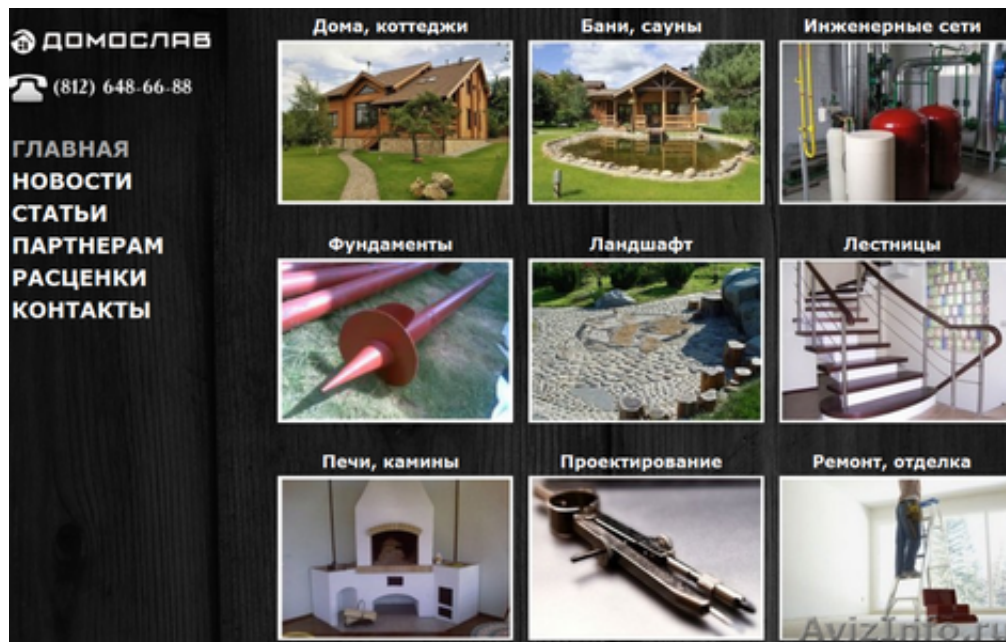 ДОМОСЛАВ
(812) 648-66-88
ГЛАВНАЯ
НОВОСТИ
СТАТЬИ
ПАРТНЕРАМ
РАСЦЕНКИ
КОНТАКТЫ
Дома, коттеджи
Бани, сауны
Инженерные сети
Фундаменты
Ландшафт
Лестницы
Печи, камины
Проектирование
Ремонт, отделка
AvizInfo.ru